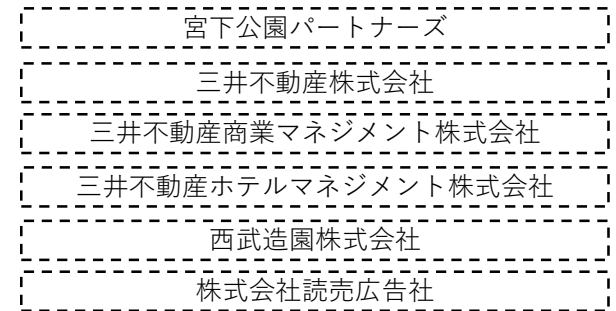 宮下公園パートナーズ
三井不動産株式会社
三井不動産商業マネジメント株式会社
三井不動産ホテルマネジメント株式会社
西武造園株式会社
株式会社読売広告社